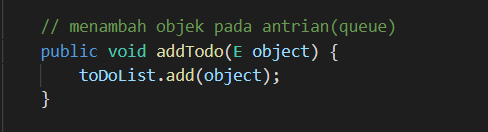 // menambah objek pada antrian(queue)
public void addTodo(E object) {
    toDoList.add(object);
}